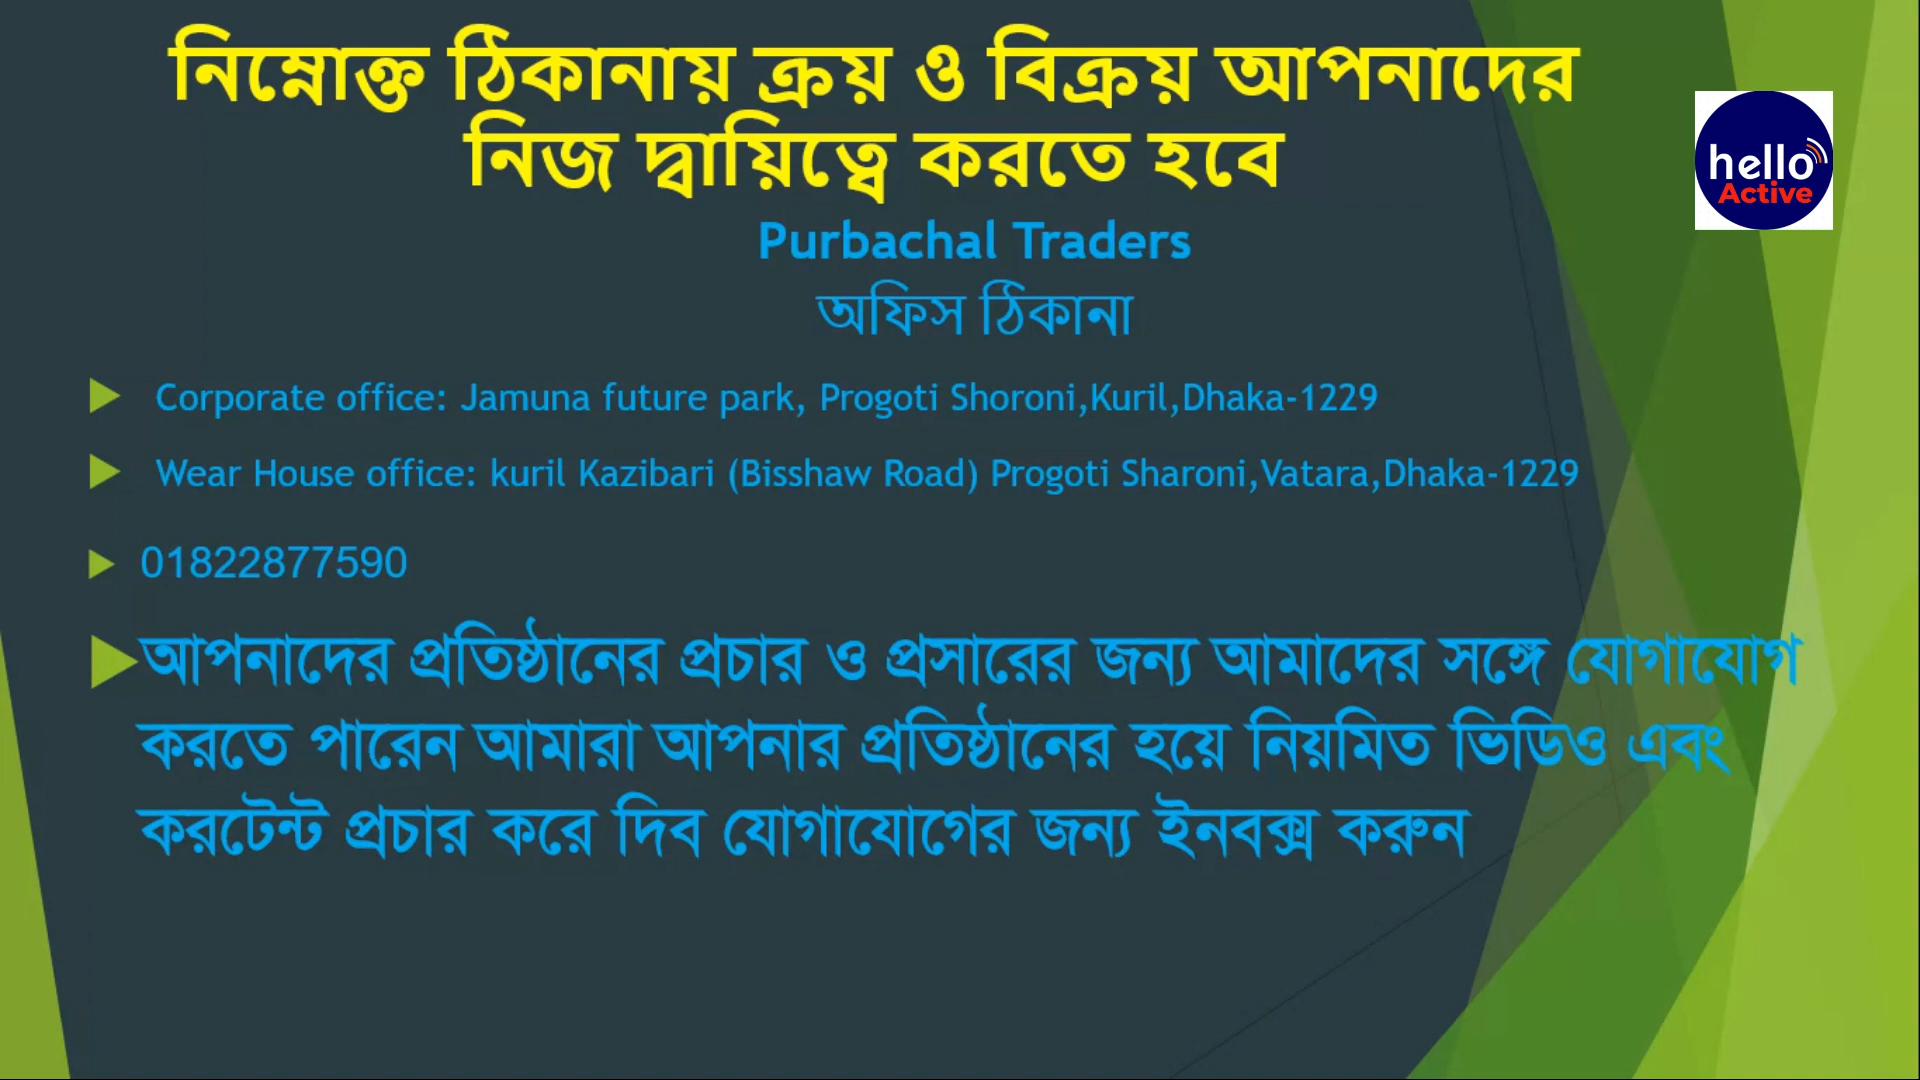 নিম্নোক্ত ঠিকানায় ক্রয় ও বিক্রয় আপনাদের
নিজ দ্বায়িত্বে করতে হবে
hello
Active
Purbachal Traders
অফিস ঠিকানা
Corporate office: Jamuna future park, Progoti Shoroni,Kuril,Dhaka-1229
Wear House office: kuril Kazibari (Bisshaw Road) Progoti Sharoni,Vatara,Dhaka-1229
01822877590
আপনাদের প্রতিষ্ঠানের প্রচার ও প্রসারের জন্য আমাদের সঙ্গে যোগাযোগ
করতে পারেন আমারা আপনার প্রতিষ্ঠানের হয়ে নিয়মিত ভিডিও এবং
করটেন্ট প্রচার করে দিব যোগাযোগের জন্য ইনবক্স করুন